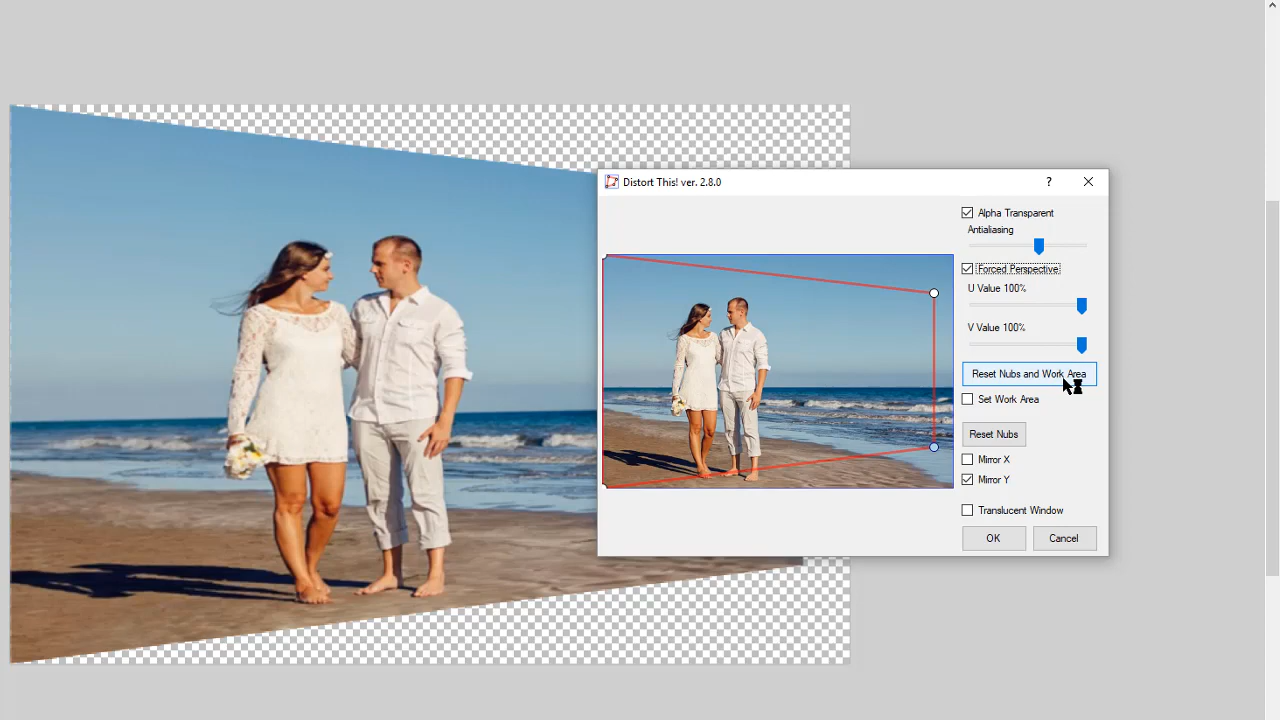 Distort This! ver. 2.8.0
?
Alpha Transparent
Antialiasing
Forced Perspective
U Value 100%
V Value 100%
Reset Nubs and Work Area
Set Work Area
Reset Nubs
Mirror X
Mirror Y
Translucent Window
OK
Cancel